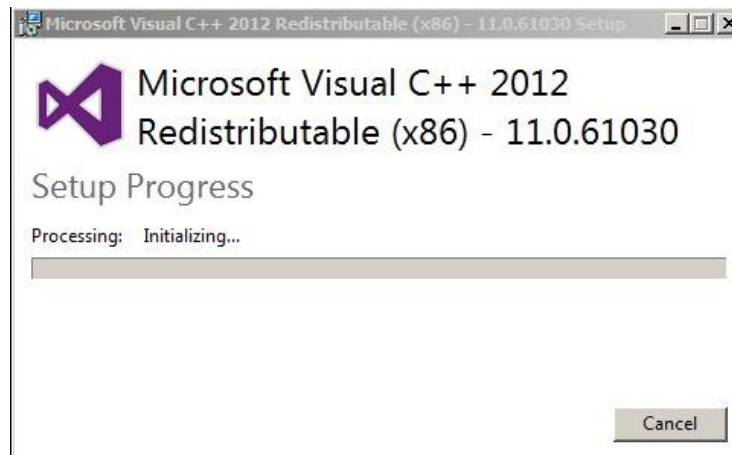 Microsoft Visual C++ 2012 Redistributable (x86) - 11.0.61030 Setup
Microsoft Visual C++ 2012
Redistributable (x86) - 11.0.61030
Setup Progress
Processing: Initializing...
Cancel